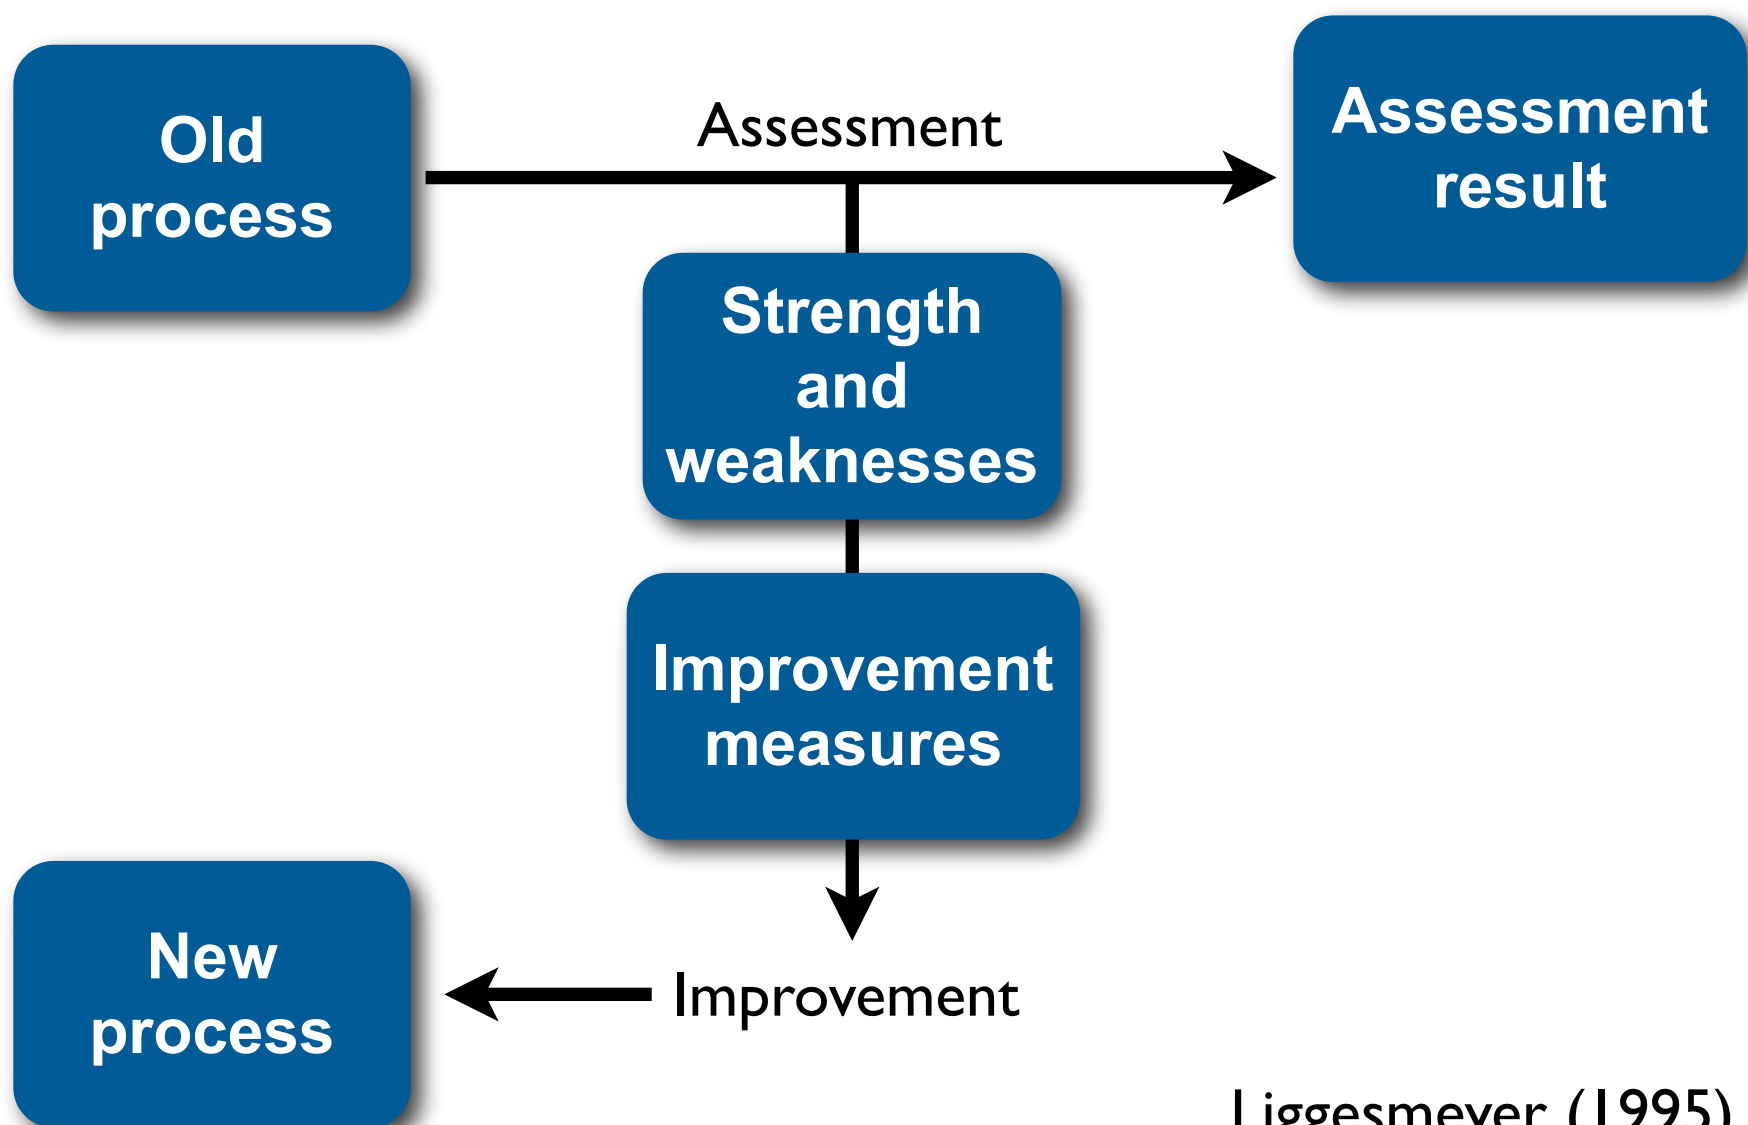 Old
process
Assessment
Assessment
result
Strength
and
weaknesses
Improvement
measures
New
process
Improvement
Liggesmeyer (1995)